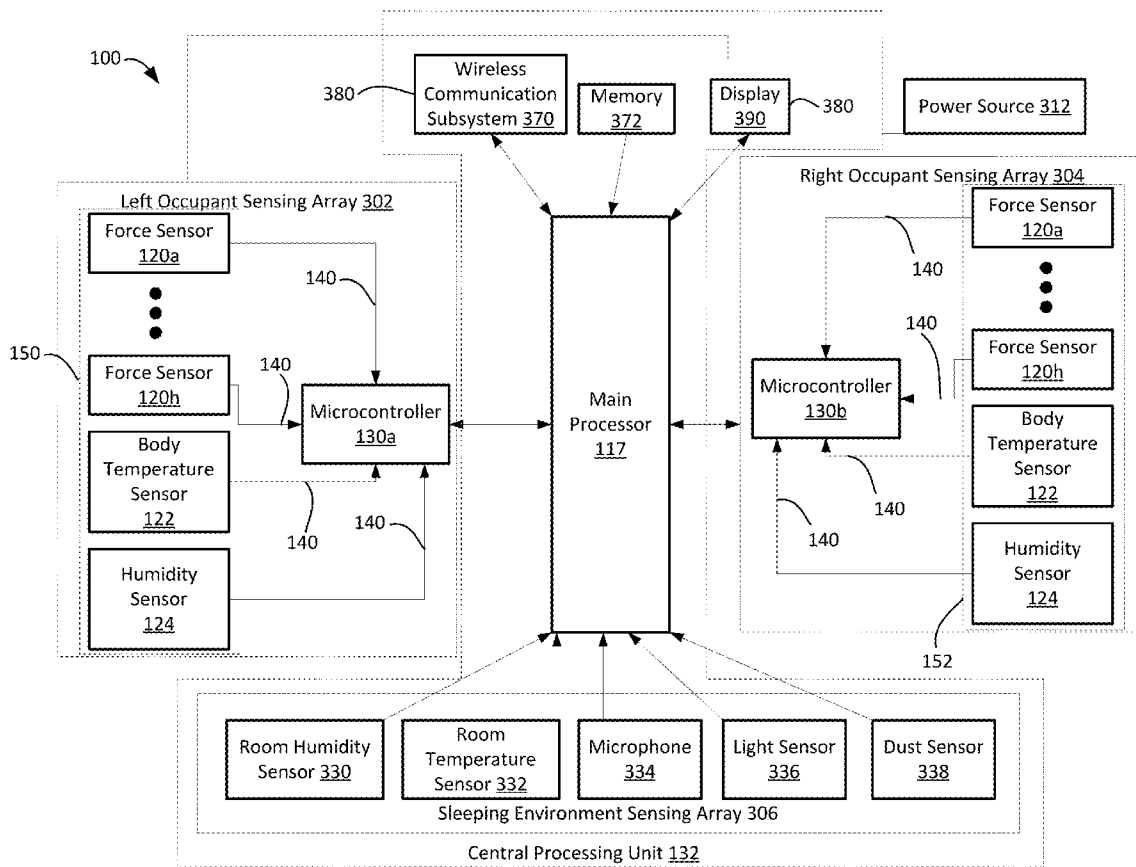 100
380
Wireless
Communication
Subsystem 370
Memory
372
Display
390
380
Power Source 312
Left Occupant Sensing Array 302
Force Sensor
120a
140
150
Force Sensor
120h
140
Microcontroller
130a
Body
Temperature
Sensor
122
140
140
Humidity
Sensor
124
Main
Processor
117
Right Occupant Sensing Array 304
Force Sensor
120a
140
140
Force Sensor
120h
140
Microcontroller
130b
Body
Temperature
Sensor
122
140
140
Humidity
Sensor
124
152
Room Humidity
Sensor 330
Room
Temperature
Sensor 332
Microphone
334
Light Sensor
336
Dust Sensor
338
Sleeping Environment Sensing Array 306
Central Processing Unit 132